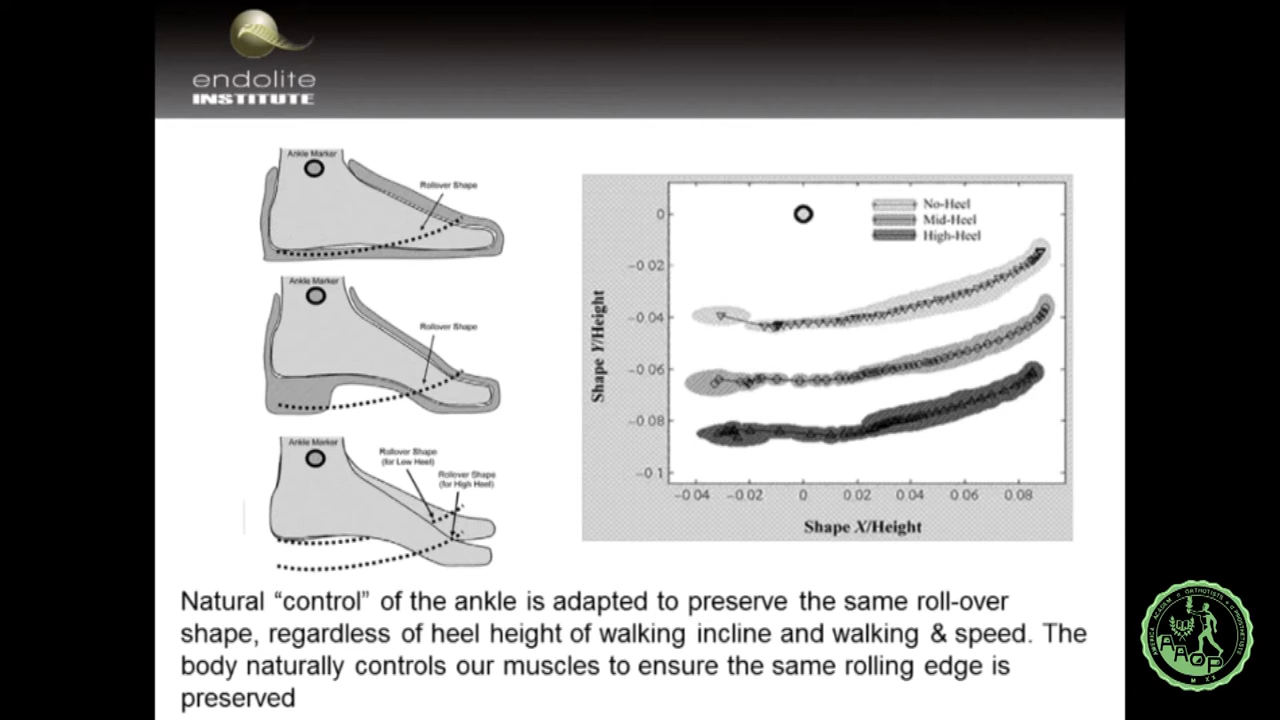 endolite
INSTITUTE
Ankle Marker
Rollover Shape
Ankle Marker
Rollover Shape
Ankle Marker
Rollover Shape
(for Low Heel)
Rollover Shape
(for High Heel)
No-Heel
Mid-Heel
High-Heel
0
−0.02
−0.04
−0.06
−0.08
−0.1
−0.04 −0.02 0 0.02 0.04 0.06 0.08
Shape Y/Height
Shape X/Height
Natural “control” of the ankle is adapted to preserve the same roll-over
shape, regardless of heel height of walking incline and walking & speed. The
body naturally controls our muscles to ensure the same rolling edge is
preserved
AAOP